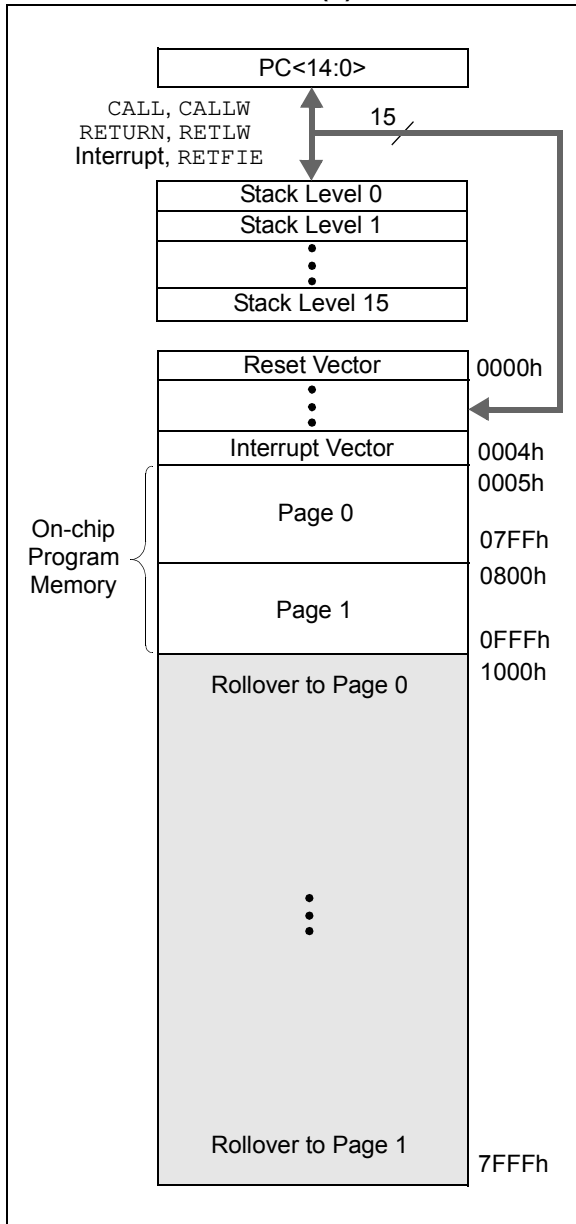 PC<14:0>
CALL, CALLW
RETURN, RETLW
Interrupt, RETFIE
15
Stack Level 0
Stack Level 1
Stack Level 15
Reset Vector
0000h
Interrupt Vector
0004h
0005h
On-chip
Program
Memory
Page 0
07FFh
0800h
Page 1
0FFFh
1000h
Rollover to Page 0
Rollover to Page 1
7FFFh